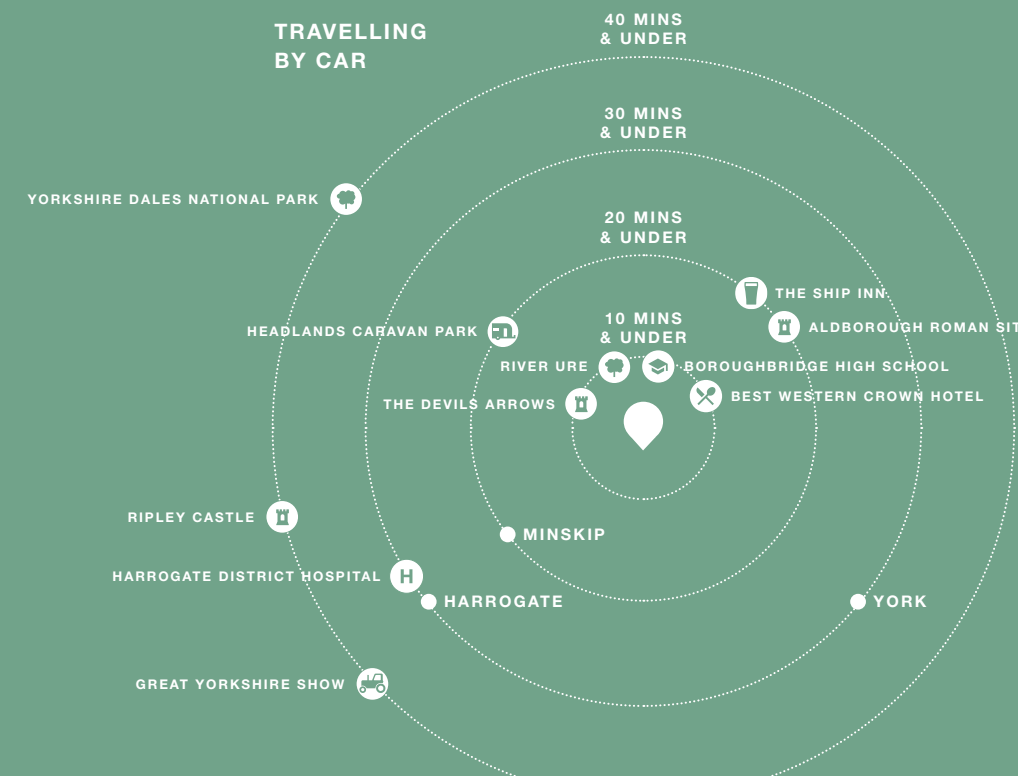 TRAVELLING
BY CAR
40 MINS
& UNDER
30 MINS
& UNDER
YORKSHIRE DALES NATIONAL PARK
20 MINS
& UNDER
THE SHIP INN
10 MINS
& UNDER
HEADLANDS CARAVAN PARK
ALDBOROUGH ROMAN SIT
RIVER URE
BOROUGHBRIDGE HIGH SCHOOL
THE DEVILS ARROWS
BEST WESTERN CROWN HOTEL
RIPLEY CASTLE
MINSKIP
HARROGATE DISTRICT HOSPITAL
H
HARROGATE
YORK
GREAT YORKSHIRE SHOW